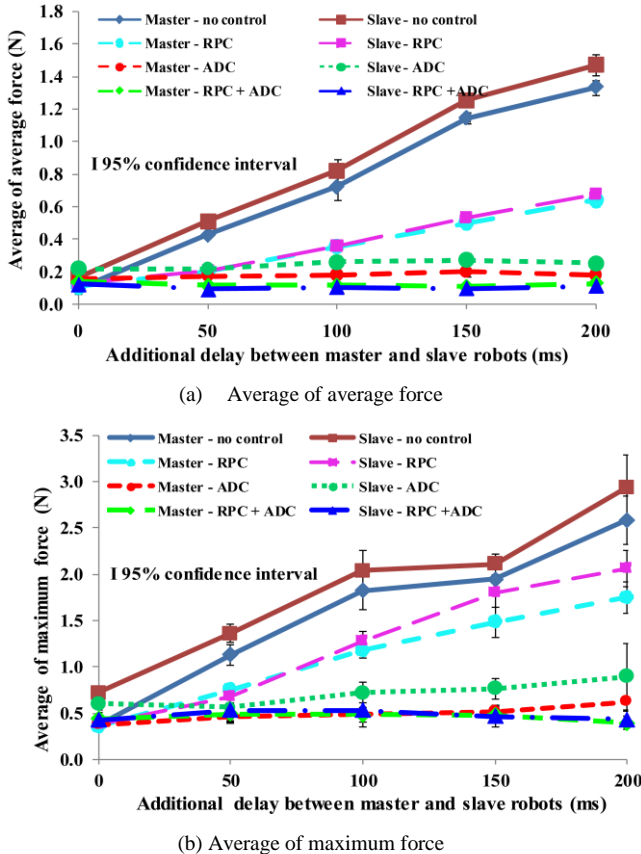 Master - no control Slave - no control
Master - RPC Slave - RPC
Master - ADC Slave - ADC
Master - RPC + ADC Slave - RPC +ADC
I 95% confidence interval
Average of average force (N)
1.8
1.6
1.4
1.2
1.0
0.8
0.6
0.4
0.2
0.0
0 50 100 150 200
Additional delay between master and slave robots (ms)
(a) Average of average force
Master - no control Slave - no control
Master - RPC Slave - RPC
Master - ADC Slave - ADC
Master - RPC + ADC Slave - RPC +ADC
I 95% confidence interval
Average of maximum force (N)
3.5
3.0
2.5
2.0
1.5
1.0
0.5
0.0
0 50 100 150 200
Additional delay between master and slave robots (ms)
(b) Average of maximum force